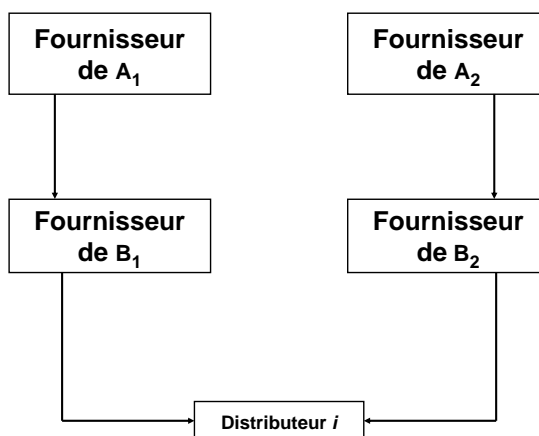 Fournisseur
de A₁
Fournisseur
de A₂
Fournisseur
de B₁
Fournisseur
de B₂
Distributeur i